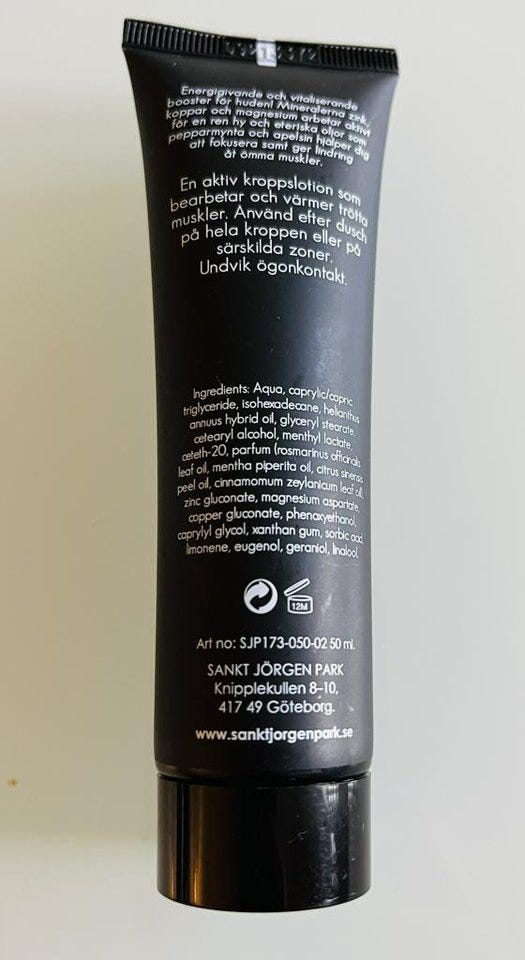 Energigivande och vitaliserande
booster för huden! Mineralerna zink,
koppar och magnesium arbetar aktivt
för en ren hy och eteriska oljor som
pepparmynta och apelsin hjälper dig
att fokusera samt ger lindring
åt ömma muskler.
En aktiv kroppslotion som
bearbetar och värmer trötta
muskler. Använd efter dusch
på hela kroppen eller på
särskilda zoner.
Undvik ögonkontakt.
Ingredients: Aqua, caprylic/capric
triglyceride, isohexadecane, helianthus
annuus hybrid oil, glyceryl stearate,
cetearyl alcohol, menthyl lactate,
ceteth-20, parfum (rosmarinus officinalis
leaf oil, mentha piperita oil, citrus sinensis
peel oil, cinnamomum zeylanicum leaf oil),
zinc gluconate, magnesium aspartate,
copper gluconate, phenoxyethanol,
caprylyl glycol, xanthan gum, sorbic acid,
limonene, eugenol, geraniol, linalool.
12M
Art no: SJP173-050-02 50 ml.
SANKT JÖRGEN PARK
Knipplekullen 8-10,
417 49 Göteborg.
www.sanktjorgenpark.se